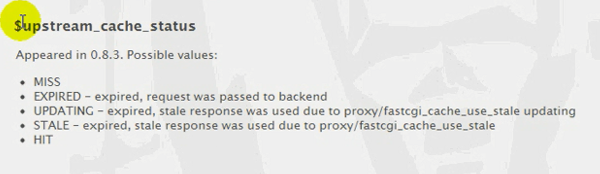 $upstream_cache_status
Appeared in 0.8.3. Possible values:
• MISS
• EXPIRED – expired, request was passed to backend
• UPDATING – expired, stale response was used due to proxy/fastcgi_cache_use_stale updating
• STALE – expired, stale response was used due to proxy/fastcgi_cache_use_stale
• HIT